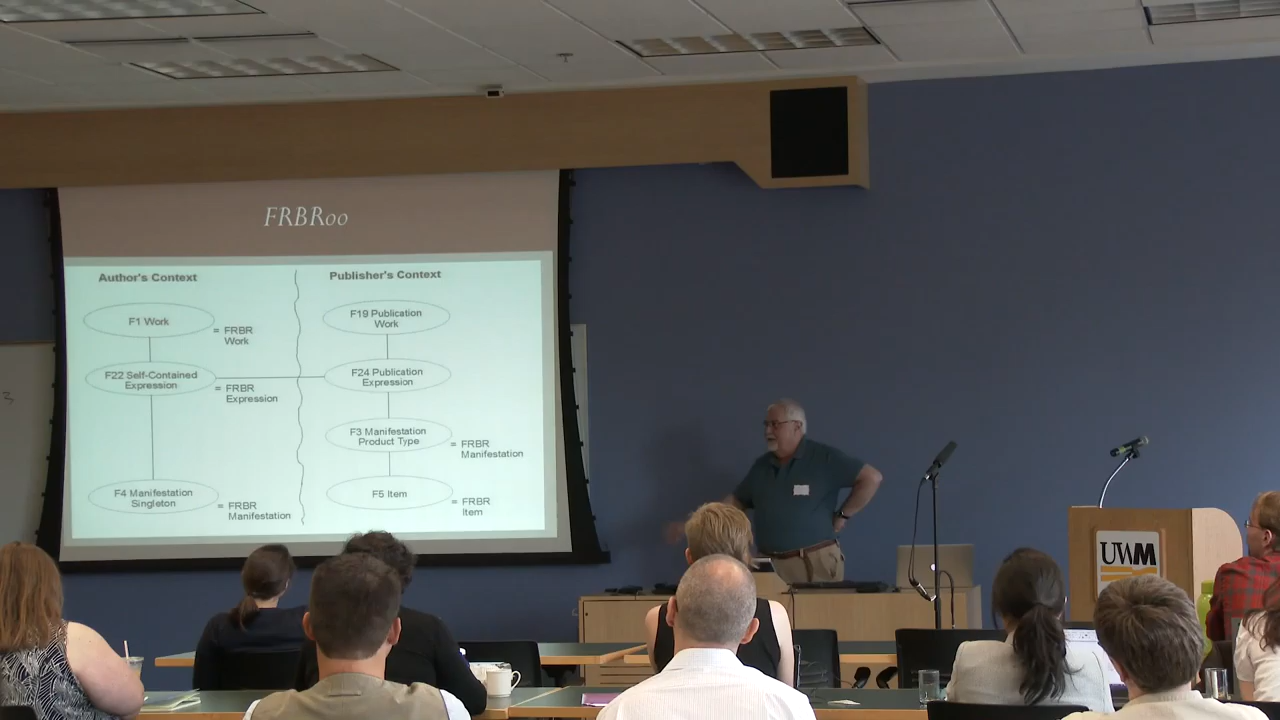 FRBRoo
Author's Context
Publisher's Context
F1 Work
= FRBR
Work
F19 Publication
Work
F22 Self-Contained
Expression
= FRBR
Expression
F24 Publication
Expression
F3 Manifestation
Product Type
= FRBR
Manifestation
F4 Manifestation
Singleton
= FRBR
Manifestation
F5 Item
= FRBR
Item
UWM
3